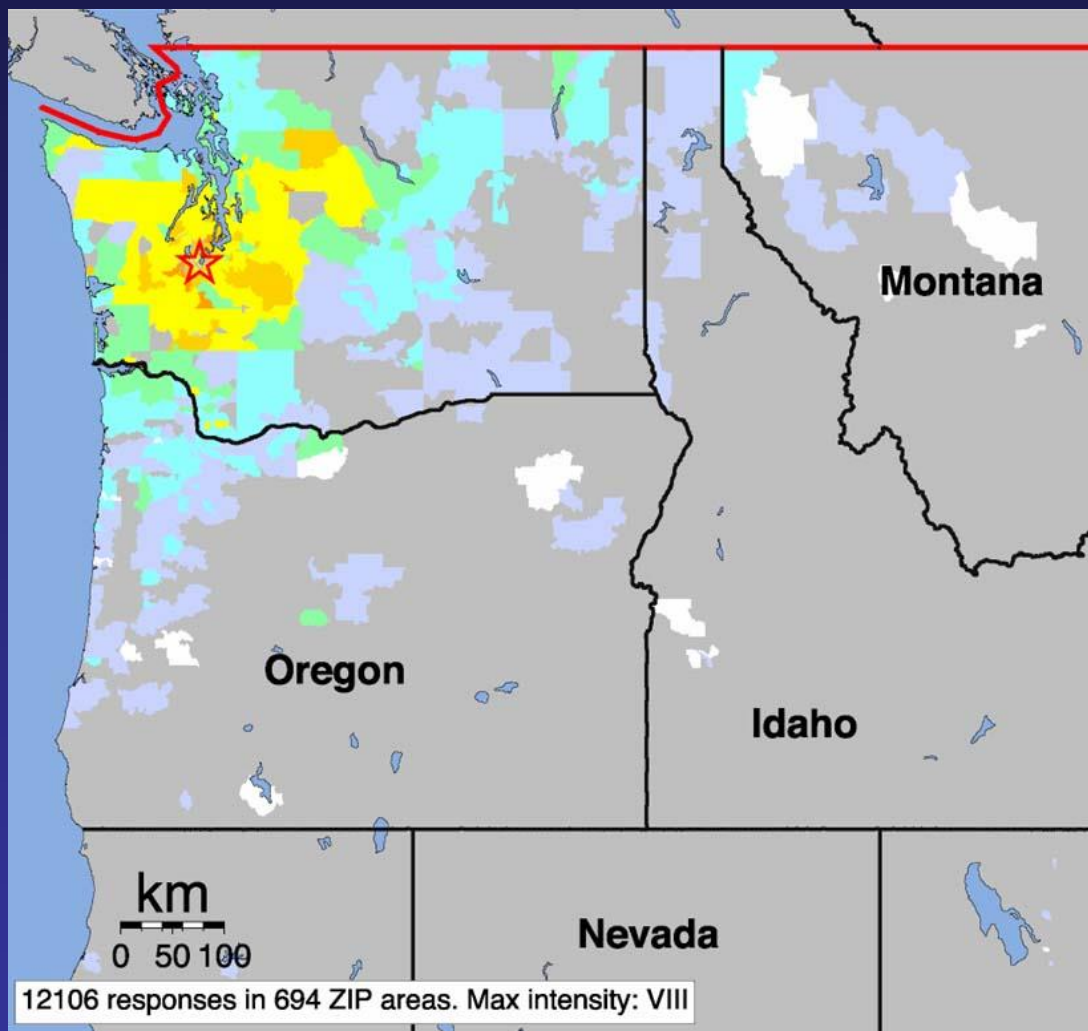 Montana
Oregon
Idaho
km
0 50 100
Nevada
12106 responses in 694 ZIP areas. Max intensity: VIII